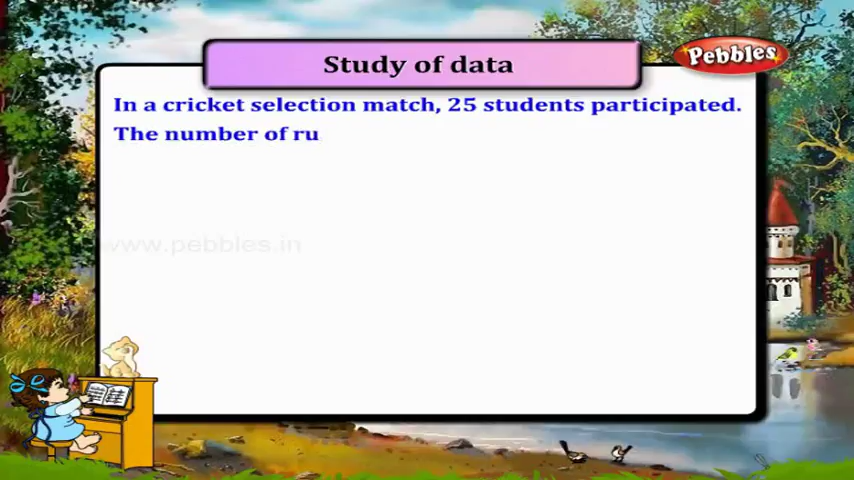 Study of data
Pebbles
In a cricket selection match, 25 students participated.
The number of ru
www.pebbles.in